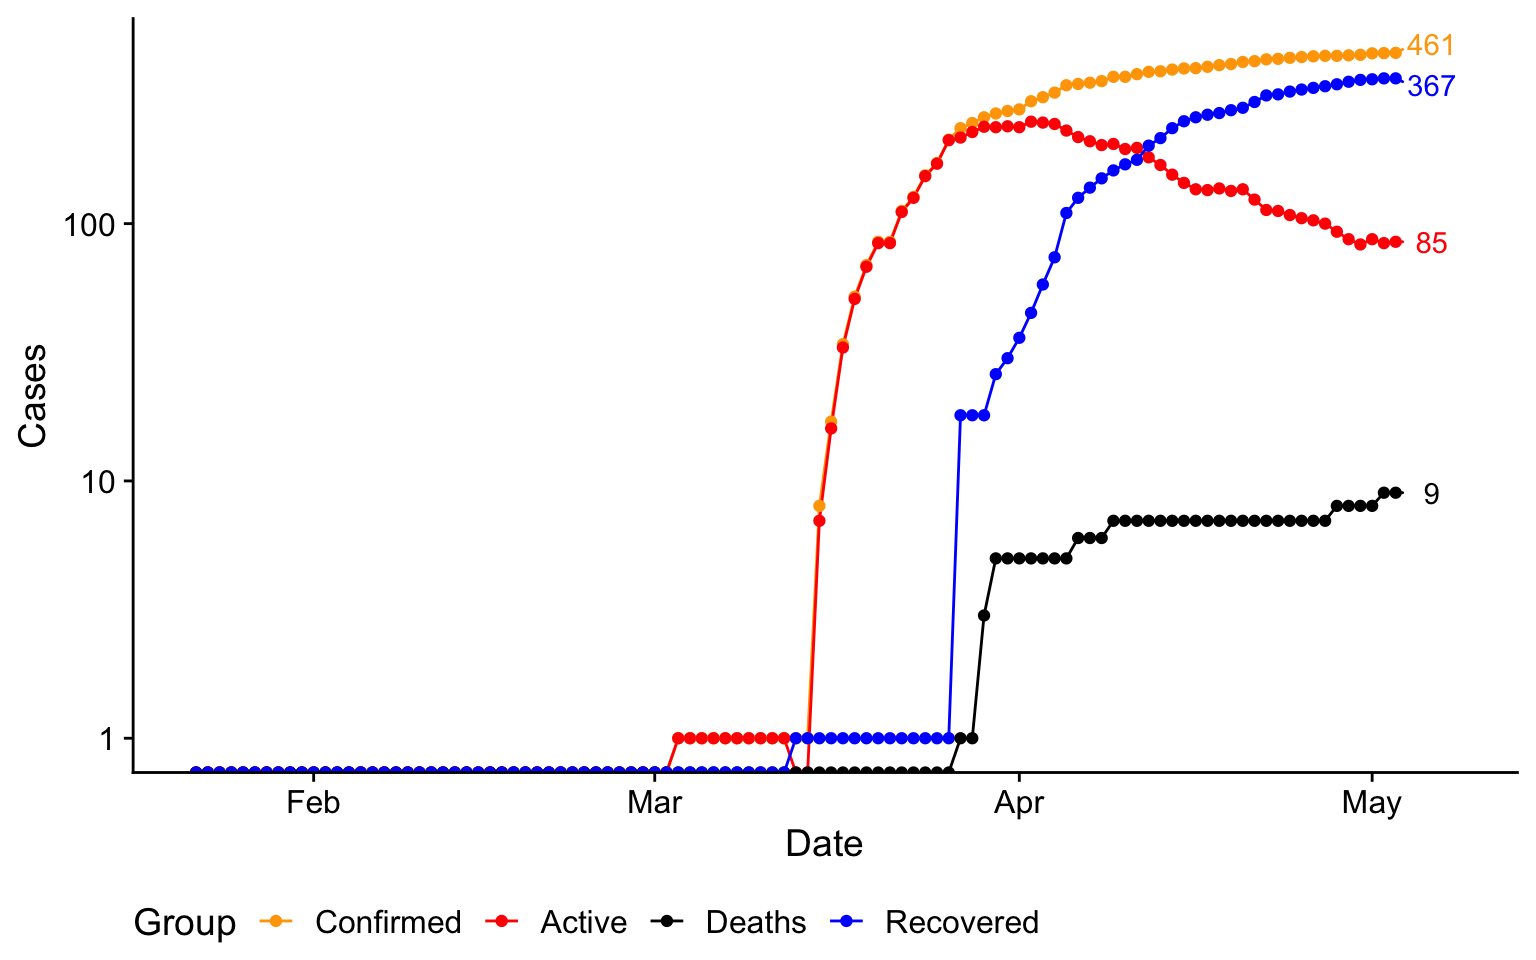 461
367
100
85
Cases
10
9
1
Feb Mar Apr May
Date
Group Confirmed Active Deaths Recovered